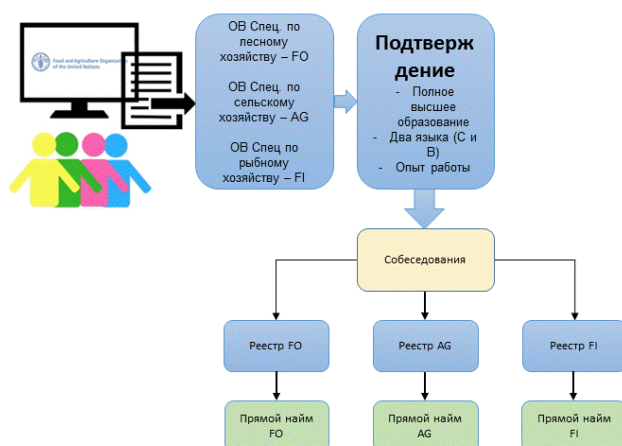 Food and Agriculture Organization
of the United Nations
ОВ Спец. по
лесному
хозяйству – FO
ОВ Спец. по
сельскому
хозяйству – AG
ОВ Спец по
рыбному
хозяйству – FI
Подтверж
дение
- Полное
высшее
образование
- Два языка (С и
В)
- Опыт работы
Собеседования
Реестр FO
Реестр AG
Реестр FI
Прямой найм
FO
Прямой найм
AG
Прямой найм
FI